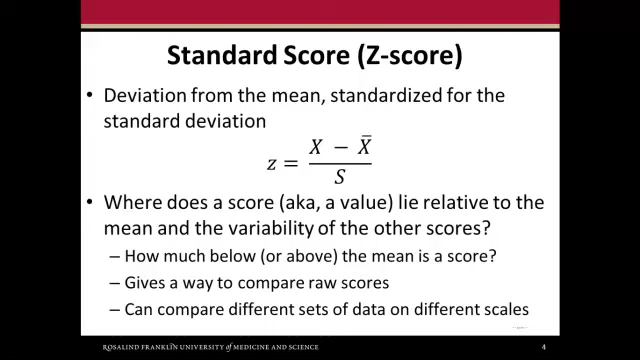 Standard Score (Z-score)
• Deviation from the mean, standardized for the
standard deviation
z = (X − X̄) / S
• Where does a score (aka, a value) lie relative to the
mean and the variability of the other scores?
– How much below (or above) the mean is a score?
– Gives a way to compare raw scores
– Can compare different sets of data on different scales
ROSALIND FRANKLIN UNIVERSITY of MEDICINE AND SCIENCE
4